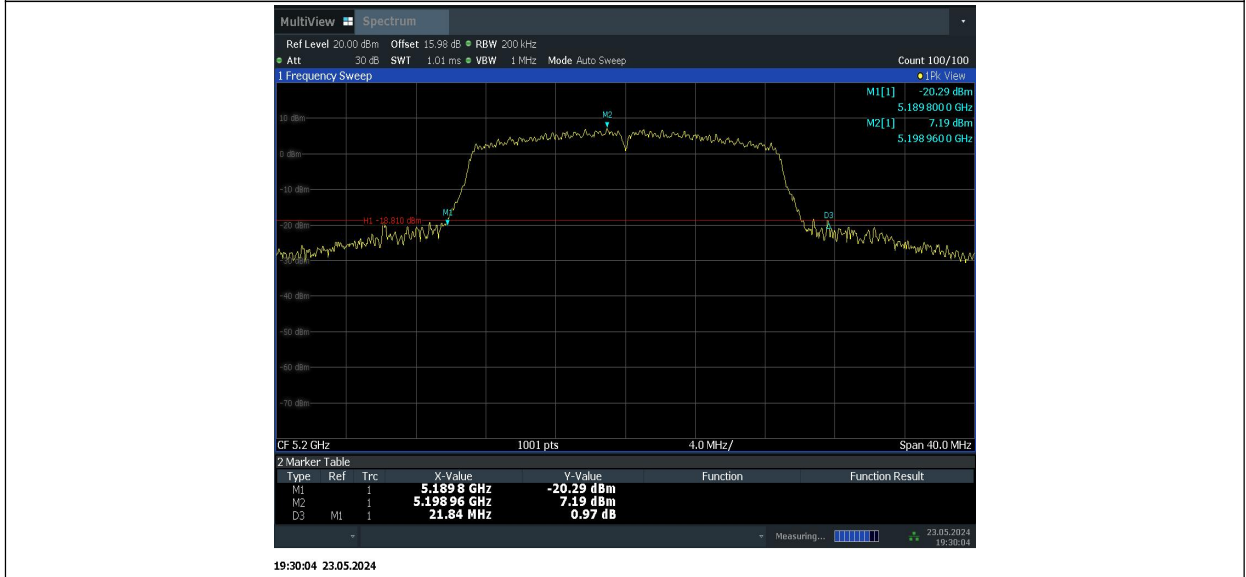 MultiView Spectrum
Ref Level 20.00 dBm Offset 15.98 dB RBW 200 kHz
Att 30 dB SWT 1.01 ms VBW 1 MHz Mode Auto Sweep Count 100/100
1 Frequency Sweep 1Pk View
M1[1] -20.29 dBm
5.189 800 0 GHz
M2[1] 7.19 dBm
5.198 960 0 GHz
M2
10 dBm
0 dBm
-10 dBm
M1
D3
H1 -18.810 dBm
-20 dBm
-30 dBm
-40 dBm
-50 dBm
-60 dBm
-70 dBm
CF 5.2 GHz 1001 pts 4.0 MHz/ Span 40.0 MHz
2 Marker Table
Type Ref Trc X-Value Y-Value Function Function Result
M1 1 5.189 8 GHz -20.29 dBm
M2 1 5.198 96 GHz 7.19 dBm
D3 M1 1 21.84 MHz 0.97 dB
Measuring... 23.05.2024
19:30:04
19:30:04 23.05.2024